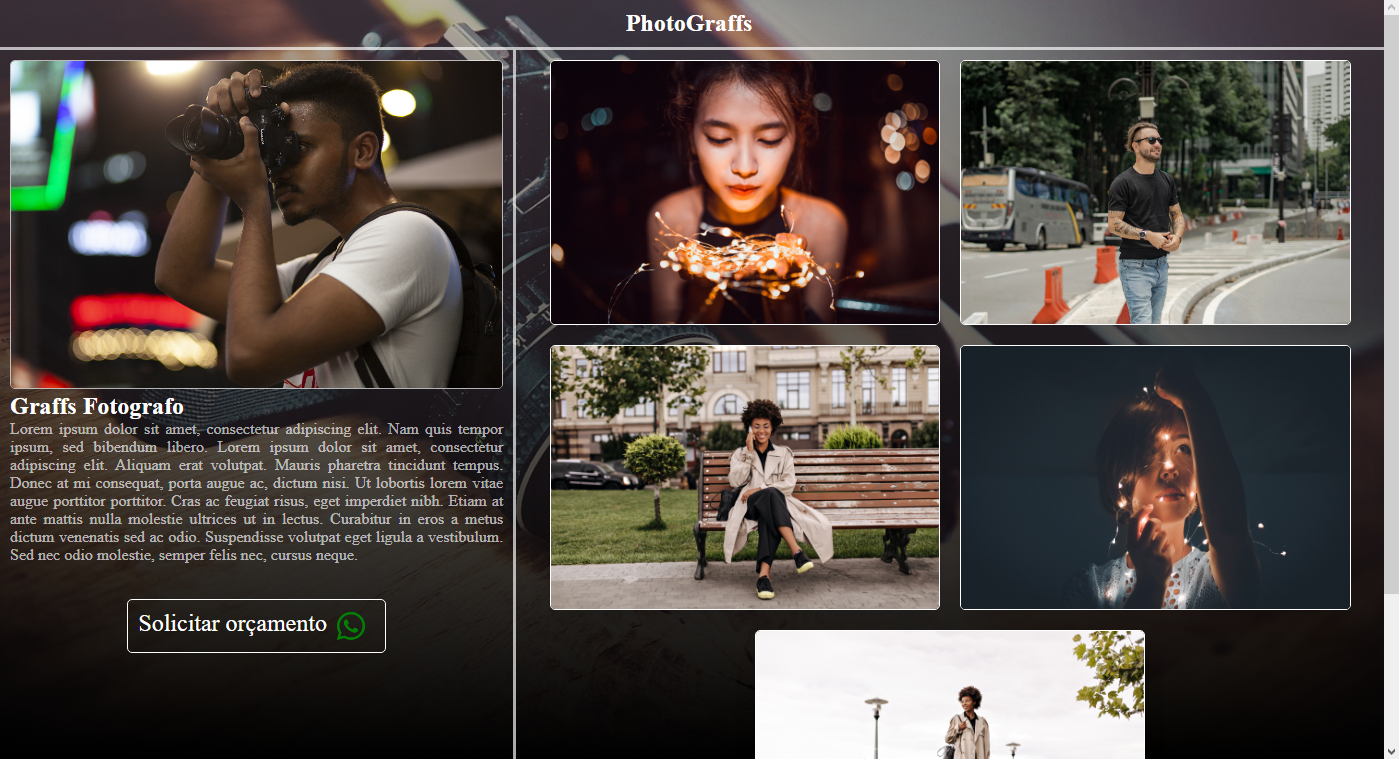 PhotoGraffs
Graffs Fotografo
Lorem ipsum dolor sit amet, consectetur adipiscing elit. Nam quis tempor
ipsum, sed bibendum libero. Lorem ipsum dolor sit amet, consectetur
adipiscing elit. Aliquam erat volutpat. Mauris pharetra tincidunt tempus.
Donec at mi consequat, porta augue ac, dictum nisi. Ut lobortis lorem vitae
augue porttitor porttitor. Cras ac feugiat risus, eget imperdiet nibh. Etiam at
ante mattis nulla molestie ultrices ut in lectus. Curabitur in eros a metus
dictum venenatis sed ac odio. Suspendisse volutpat eget ligula a vestibulum.
Sed nec odio molestie, semper felis nec, cursus neque.
Solicitar orçamento